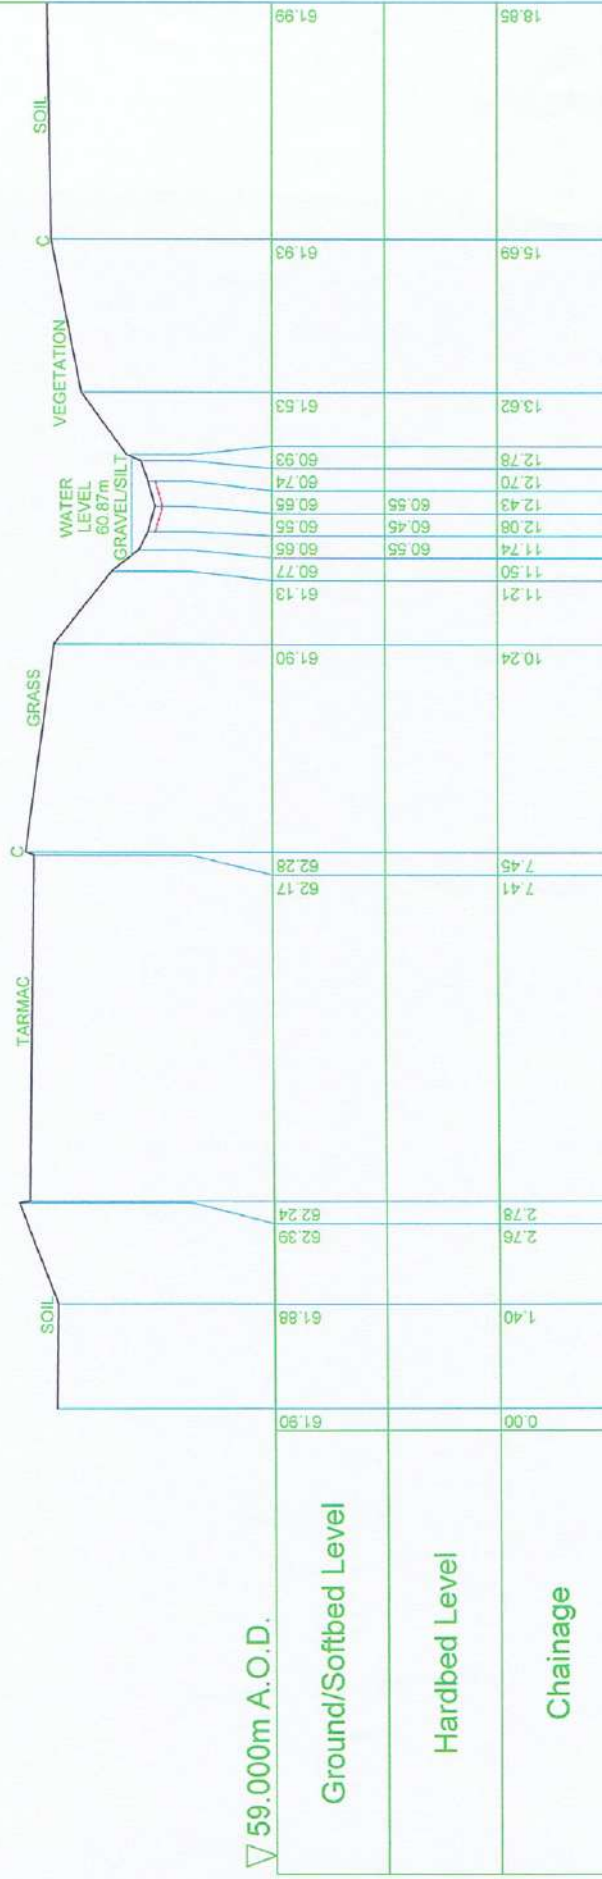 SOIL
TARMAC
C
GRASS
WATER
LEVEL
60.87m
GRAVEL/SILT
VEGETATION
C
SOIL
▽ 59.000m A.O.D.
Ground/Softbed Level
61.90
61.88
62.39
62.24
62.17
62.28
61.90
61.13
60.77
60.65
60.55
60.65
60.74
60.93
61.53
61.93
61.99
Hardbed Level
60.55
60.45
60.55
Chainage
0.00
1.40
2.76
2.78
7.41
7.45
10.24
11.21
11.50
11.74
12.08
12.43
12.70
12.78
13.62
15.69
18.85